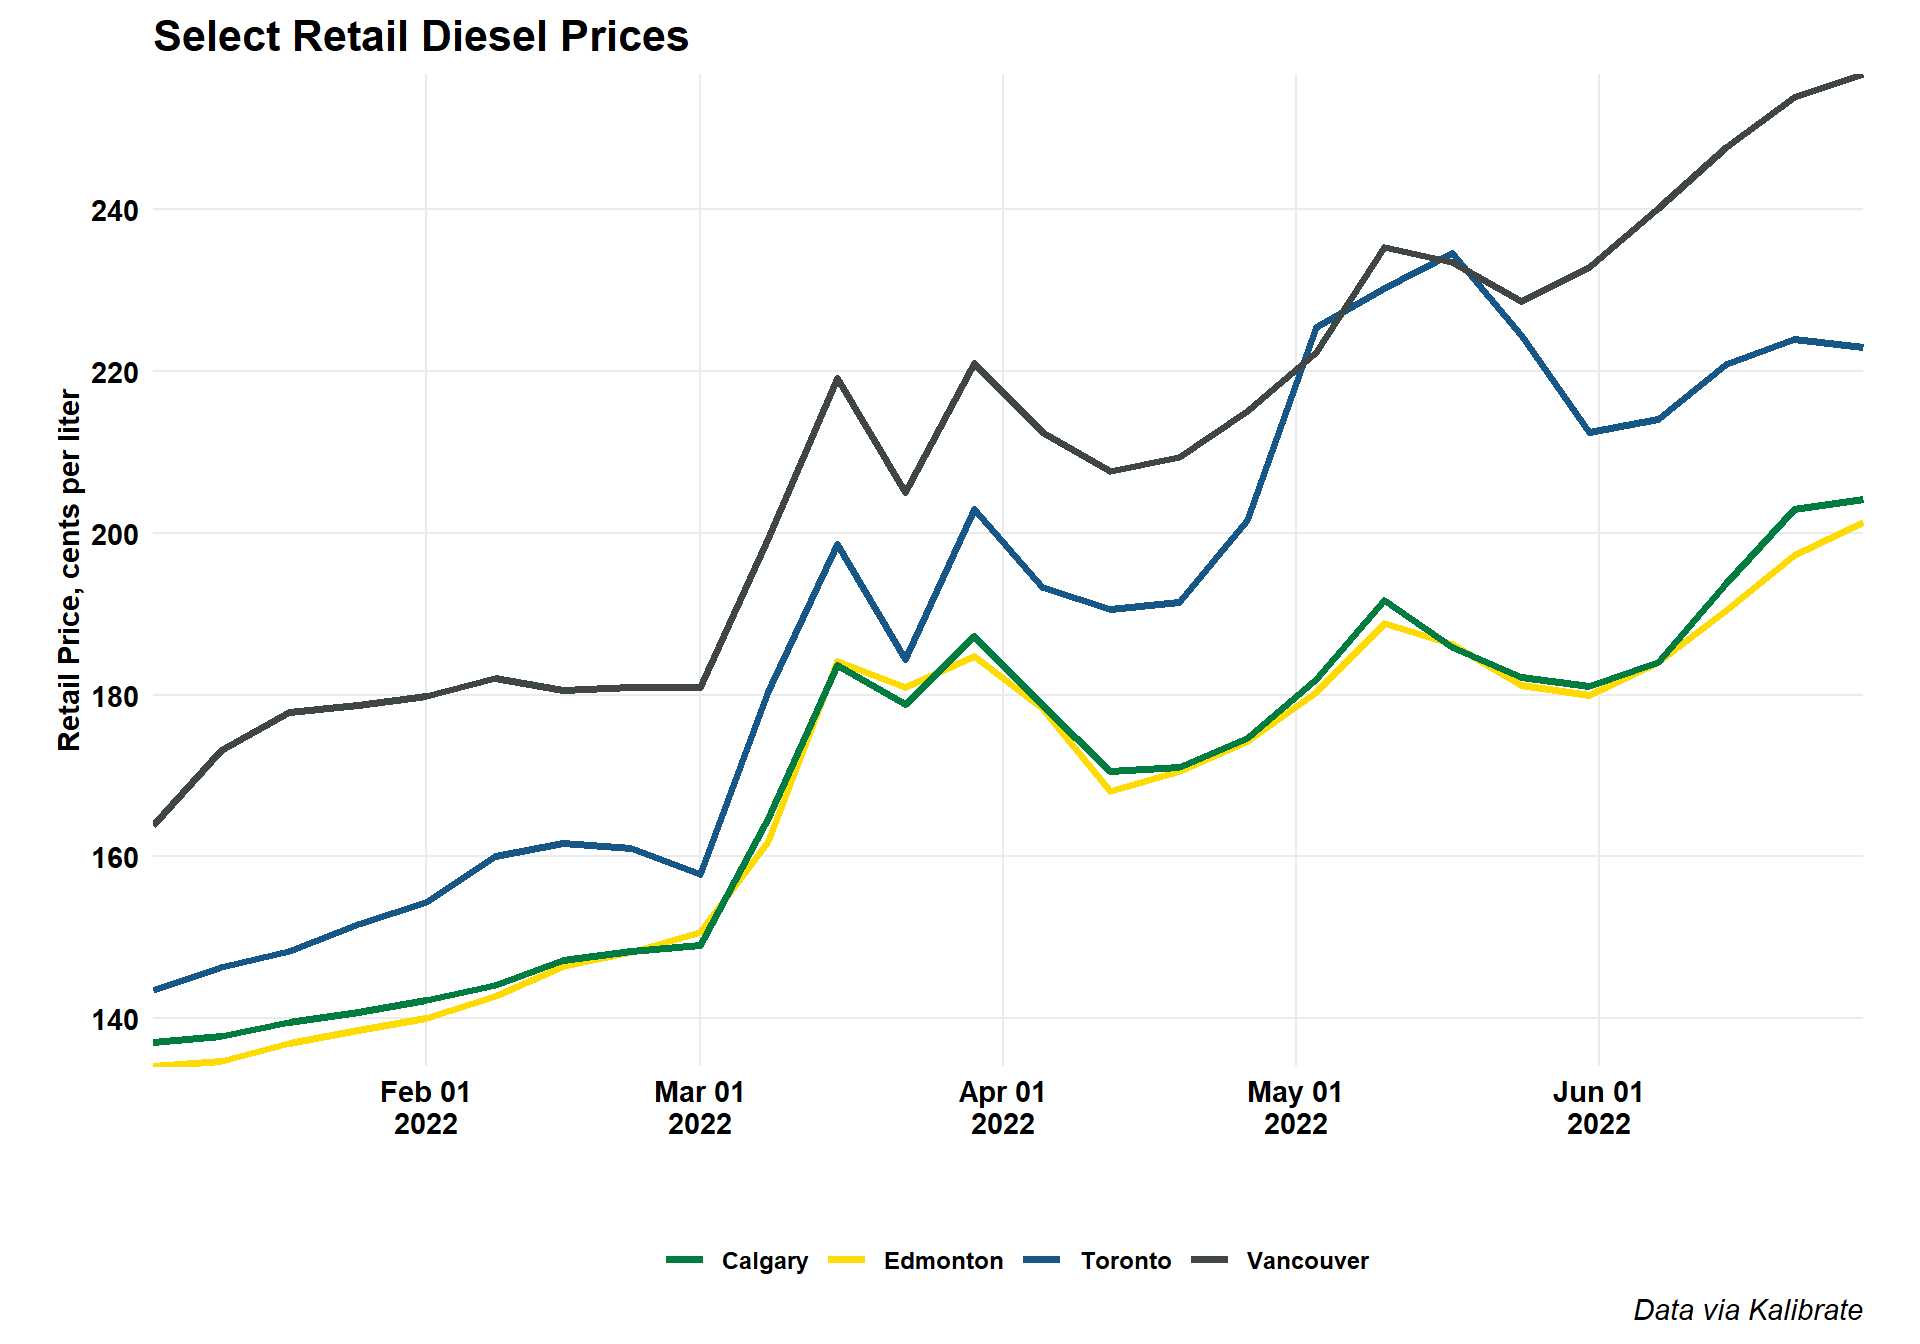 Select Retail Diesel Prices
Retail Price, cents per liter
240
220
200
180
160
140
Feb 01
2022
Mar 01
2022
Apr 01
2022
May 01
2022
Jun 01
2022
Calgary
Edmonton
Toronto
Vancouver
Data via Kalibrate